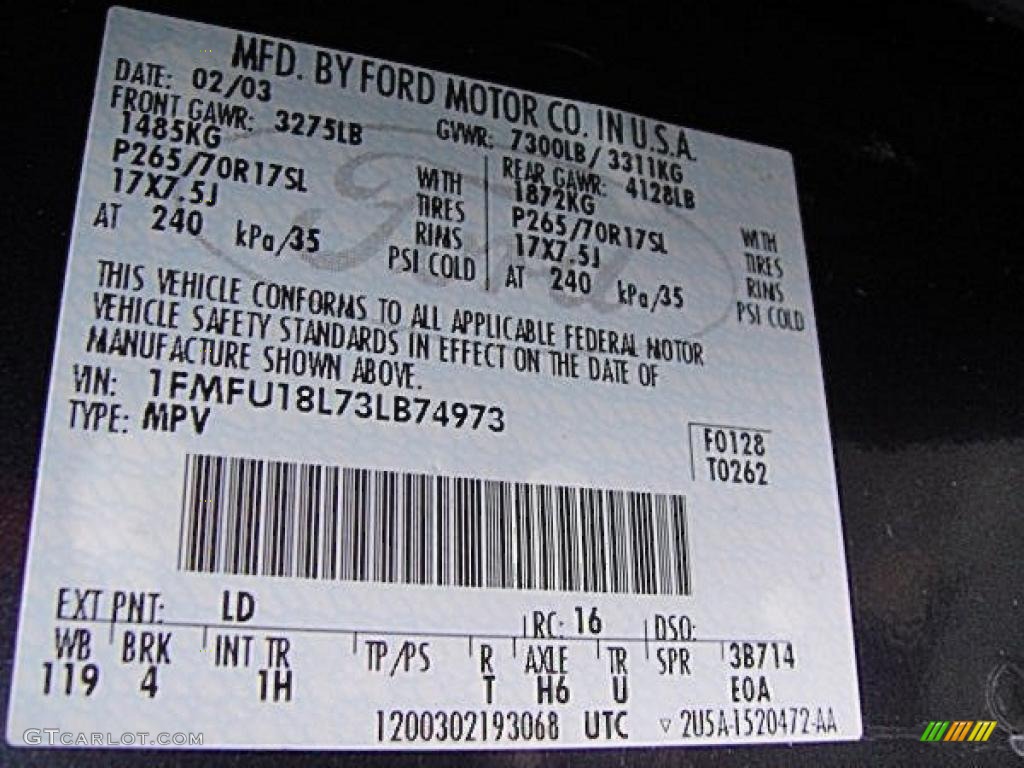 MFD. BY FORD MOTOR CO. IN U.S.A.
DATE: 02/03 GVWR: 7300LB/ 3311KG
FRONT GAWR: 3275LB REAR GAWR: 4128LB
1485KG WITH 1872KG WITH
P265/70R17SL TIRES P265/70R17SL TIRES
17X7.5J RIMS 17X7.5J RIMS
AT 240 kPa/35 PSI COLD AT 240 kPa/35 PSI COLD
THIS VEHICLE CONFORMS TO ALL APPLICABLE FEDERAL MOTOR
VEHICLE SAFETY STANDARDS IN EFFECT ON THE DATE OF
MANUFACTURE SHOWN ABOVE.
VIN: 1FMFU18L73LB74973
TYPE: MPV
F0128
T0262
EXT PNT: LD RC: 16 DSO:
WB BRK INT TR TP/PS R AXLE TR SPR 3B714
119 4 1H T H6 U E0A
1200302193068 UTC ▽ 2U5A-1520472-AA
GTCARLOT.COM